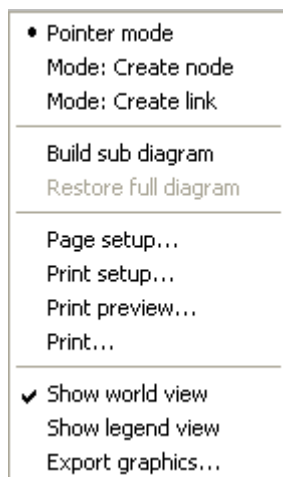 Pointer mode
Mode: Create node
Mode: Create link
Build sub diagram
Restore full diagram
Page setup...
Print setup...
Print preview...
Print...
Show world view
Show legend view
Export graphics...